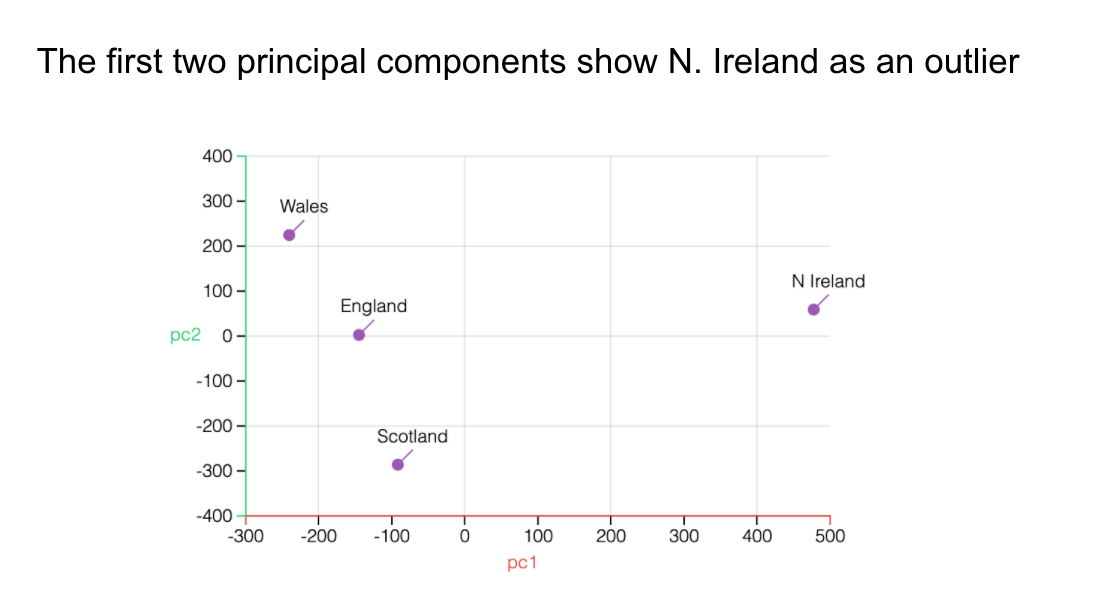 The first two principal components show N. Ireland as an outlier
400
300
Wales
200
100
N Ireland
England
pc2
0
-100
-200
Scotland
-300
-400
-300 -200 -100 0 100 200 300 400 500
pc1